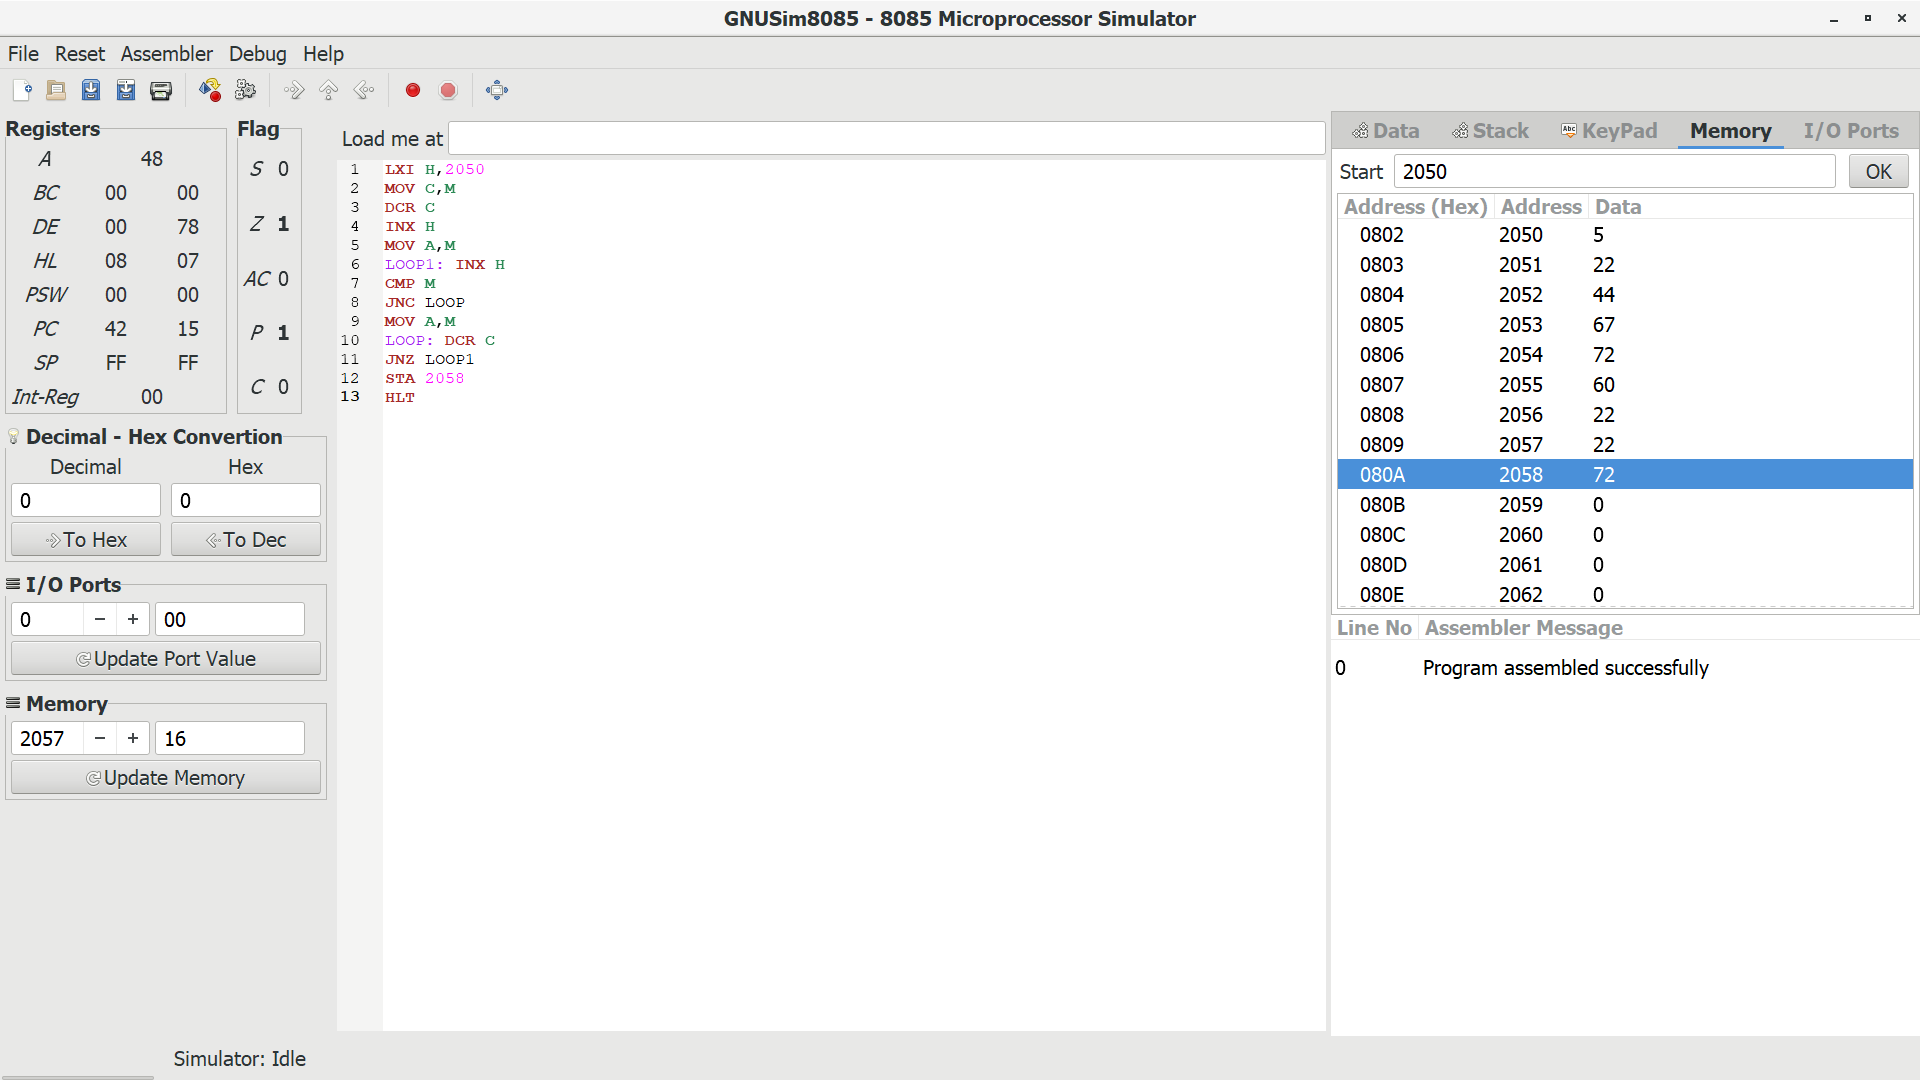 GNUSim8085 - 8085 Microprocessor Simulator
File Reset Assembler Debug Help
Registers
A 48
BC 00 00
DE 00 78
HL 08 07
PSW 00 00
PC 42 15
SP FF FF
Int-Reg 00
Flag
S 0
Z 1
AC 0
P 1
C 0
Decimal - Hex Convertion
Decimal Hex
0 0
To Hex To Dec
I/O Ports
0 − + 00
Update Port Value
Memory
2057 − + 16
Update Memory
Load me at
1 LXI H,2050
2 MOV C,M
3 DCR C
4 INX H
5 MOV A,M
6 LOOP1: INX H
7 CMP M
8 JNC LOOP
9 MOV A,M
10 LOOP: DCR C
11 JNZ LOOP1
12 STA 2058
13 HLT
Data Stack Abc KeyPad Memory I/O Ports
Start 2050 OK
Address (Hex) Address Data
0802 2050 5
0803 2051 22
0804 2052 44
0805 2053 67
0806 2054 72
0807 2055 60
0808 2056 22
0809 2057 22
080A 2058 72
080B 2059 0
080C 2060 0
080D 2061 0
080E 2062 0
Line No Assembler Message
0 Program assembled successfully
Simulator: Idle